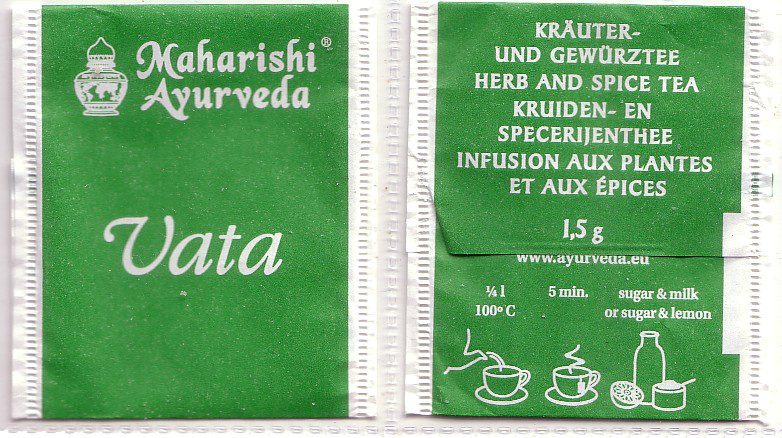 Maharishi®
Ayurveda
Vata
KRÄUTER-
UND GEWÜRZTEE
HERB AND SPICE TEA
KRUIDEN- EN
SPECERIJENTHEE
INFUSION AUX PLANTES
ET AUX ÉPICES
1,5 g
www.ayurveda.eu
¼ l 5 min. sugar & milk
100º C or sugar & lemon